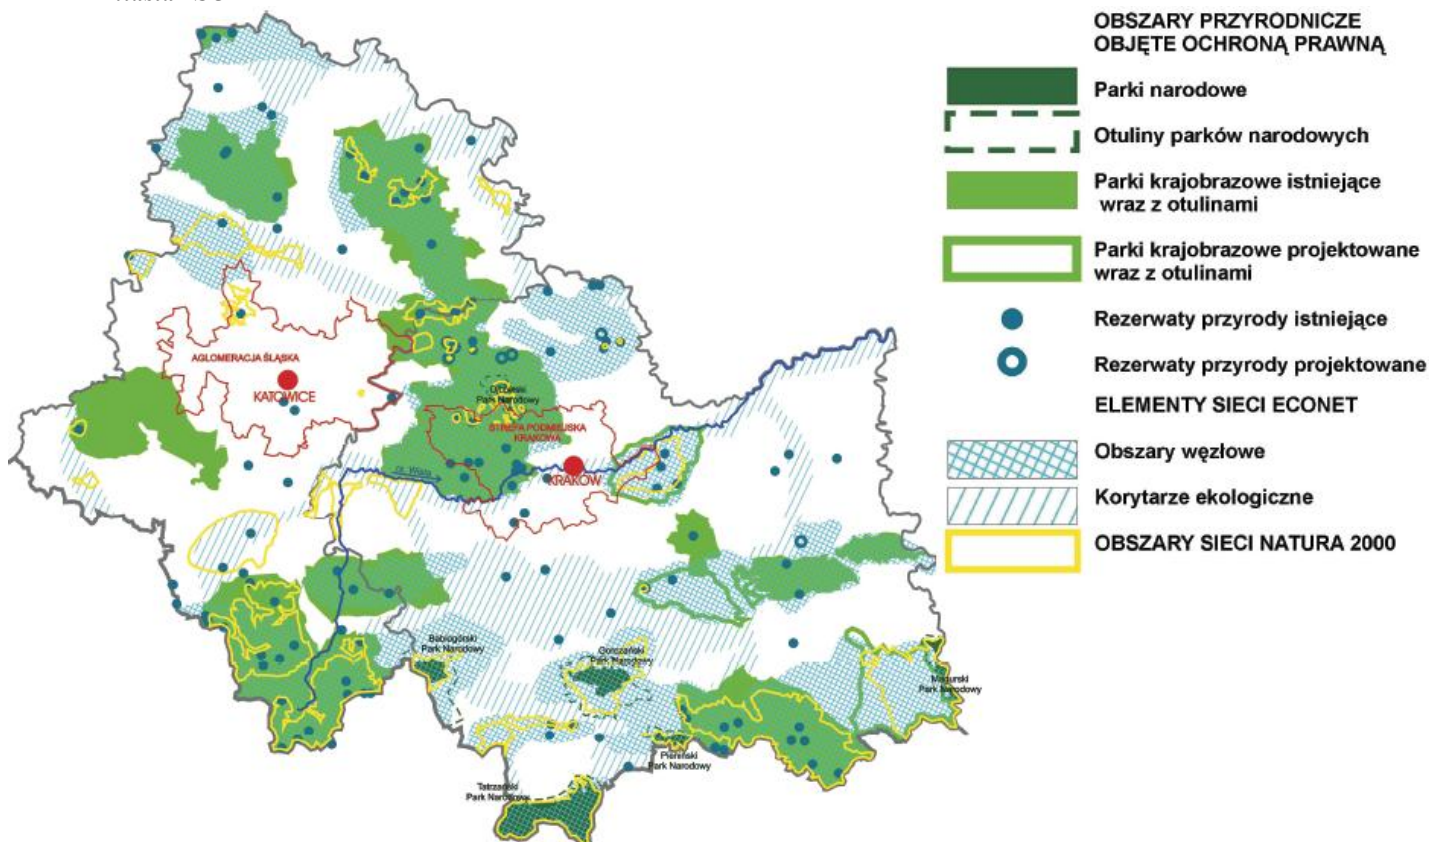 OBSZARY PRZYRODNICZE
OBJĘTE OCHRONĄ PRAWNĄ
Parki narodowe
Otuliny parków narodowych
Parki krajobrazowe istniejące
wraz z otulinami
Parki krajobrazowe projektowane
wraz z otulinami
Rezerwaty przyrody istniejące
Rezerwaty przyrody projektowane
ELEMENTY SIECI ECONET
Obszary węzłowe
Korytarze ekologiczne
OBSZARY SIECI NATURA 2000
AGLOMERACJA ŚLĄSKA
KATOWICE
Ojcowski
Park Narodowy
STREFA PODMIEJSKA
KRAKOWA
KRAKÓW
Wisła
Babiogórski
Park Narodowy
Gorczański
Park Narodowy
Magurski
Park Narodowy
Pieniński
Park Narodowy
Tatrzański
Park Narodowy